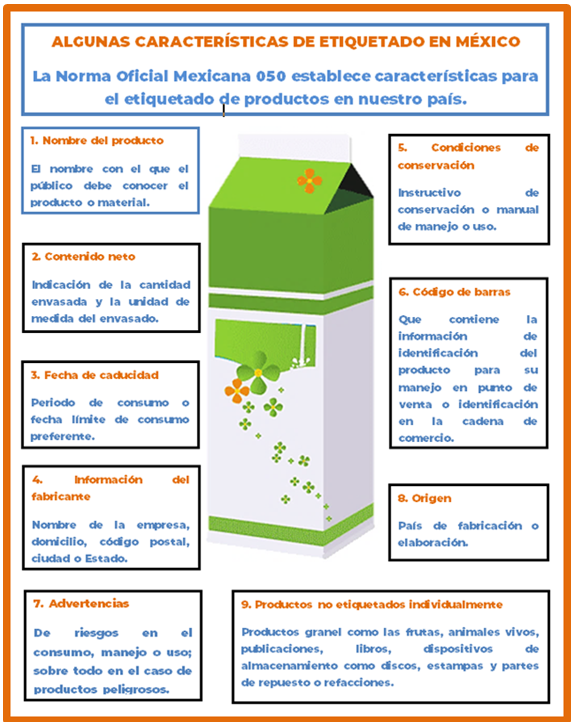 ALGUNAS CARACTERÍSTICAS DE ETIQUETADO EN MÉXICO
La Norma Oficial Mexicana 050 establece características para
el etiquetado de productos en nuestro país.
1. Nombre del producto
El nombre con el que el
público debe conocer el
producto o material.
2. Contenido neto
Indicación de la cantidad
envasada y la unidad de
medida del envasado.
3. Fecha de caducidad
Periodo de consumo o
fecha límite de consumo
preferente.
4. Información del
fabricante
Nombre de la empresa,
domicilio, código postal,
ciudad o Estado.
5. Condiciones de
conservación
Instructivo de
conservación o manual
de manejo o uso.
6. Código de barras
Que contiene la
información de
identificación del
producto para su
manejo en punto de
venta o identificación
en la cadena de
comercio.
8. Origen
País de fabricación o
elaboración.
7. Advertencias
De riesgos en el
consumo, manejo o uso;
sobre todo en el caso de
productos peligrosos.
9. Productos no etiquetados individualmente
Productos granel como las frutas, animales vivos,
publicaciones, libros, dispositivos de
almacenamiento como discos, estampas y partes
de repuesto o refacciones.